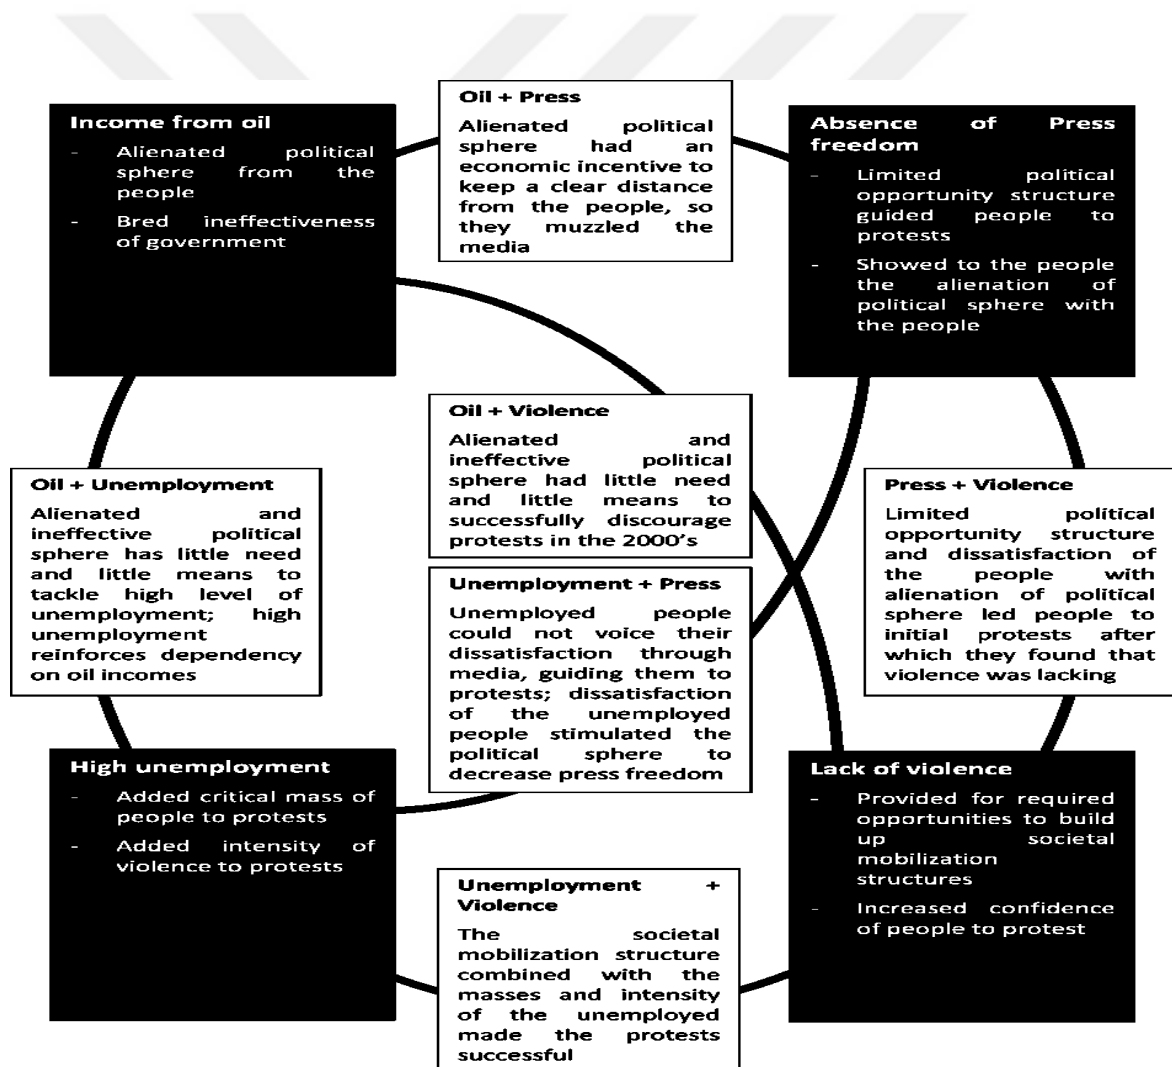 Oil + Press
Alienated political
sphere had an
economic incentive to
keep a clear distance
from the people, so
they muzzled the
media
Income from oil
- Alienated political
sphere from the
people
- Bred ineffectiveness
of government
Absence of Press
freedom
- Limited political
opportunity structure
guided people to
protests
- Showed to the people
the alienation of
political sphere with
the people
Oil + Violence
Alienated and
ineffective political
sphere had little need
and little means to
successfully discourage
protests in the 2000's
Oil + Unemployment
Alienated and
ineffective political
sphere has little need
and little means to
tackle high level of
unemployment; high
unemployment
reinforces dependency
on oil incomes
Press + Violence
Limited political
opportunity structure
and dissatisfaction of
the people with
alienation of political
sphere led people to
initial protests after
which they found that
violence was lacking
Unemployment + Press
Unemployed people
could not voice their
dissatisfaction through
media, guiding them to
protests; dissatisfaction
of the unemployed
people stimulated the
political sphere to
decrease press freedom
High unemployment
- Added critical mass of
people to protests
- Added intensity of
violence to protests
Lack of violence
- Provided for required
opportunities to build
up societal
mobilization
structures
- Increased confidence
of people to protest
Unemployment +
Violence
The societal
mobilization structure
combined with the
masses and intensity
of the unemployed
made the protests
successful